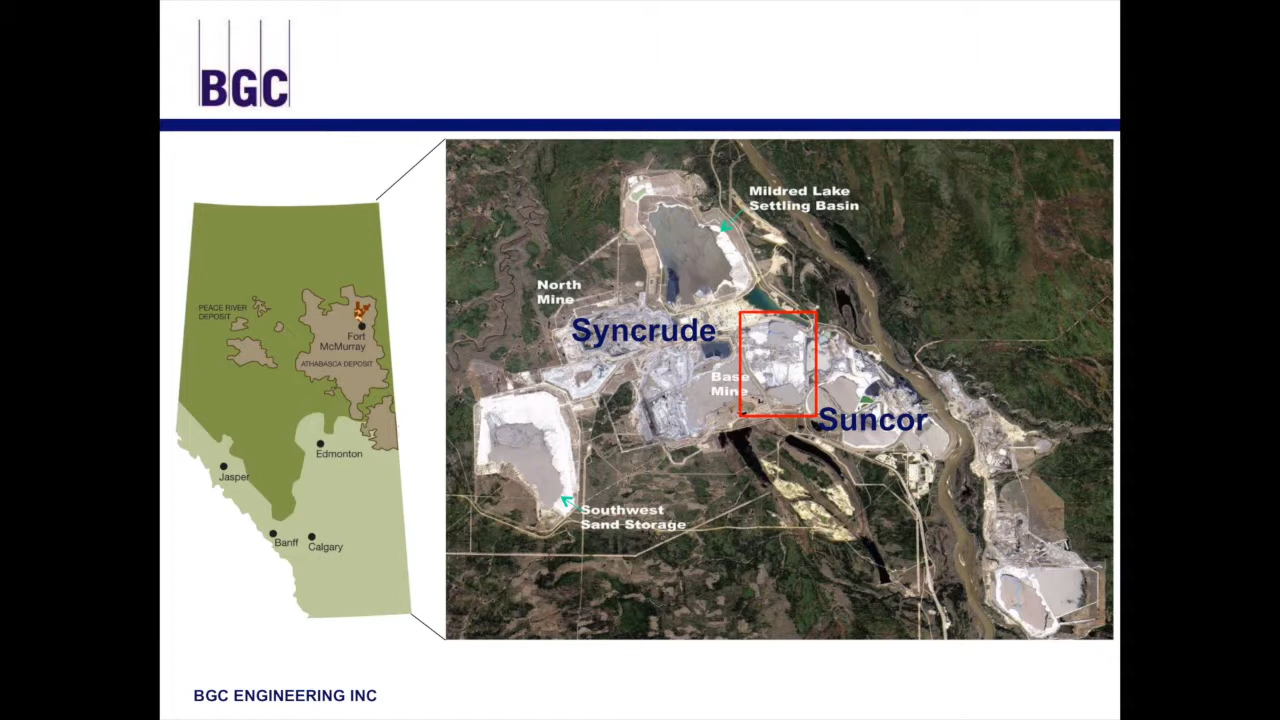 BGC
Mildred Lake
Settling Basin
North
Mine
Syncrude
Base
Mine
Suncor
Southwest
Sand Storage
PEACE RIVER
DEPOSIT
Fort
McMurray
ATHABASCA DEPOSIT
Edmonton
Jasper
Banff
Calgary
BGC ENGINEERING INC